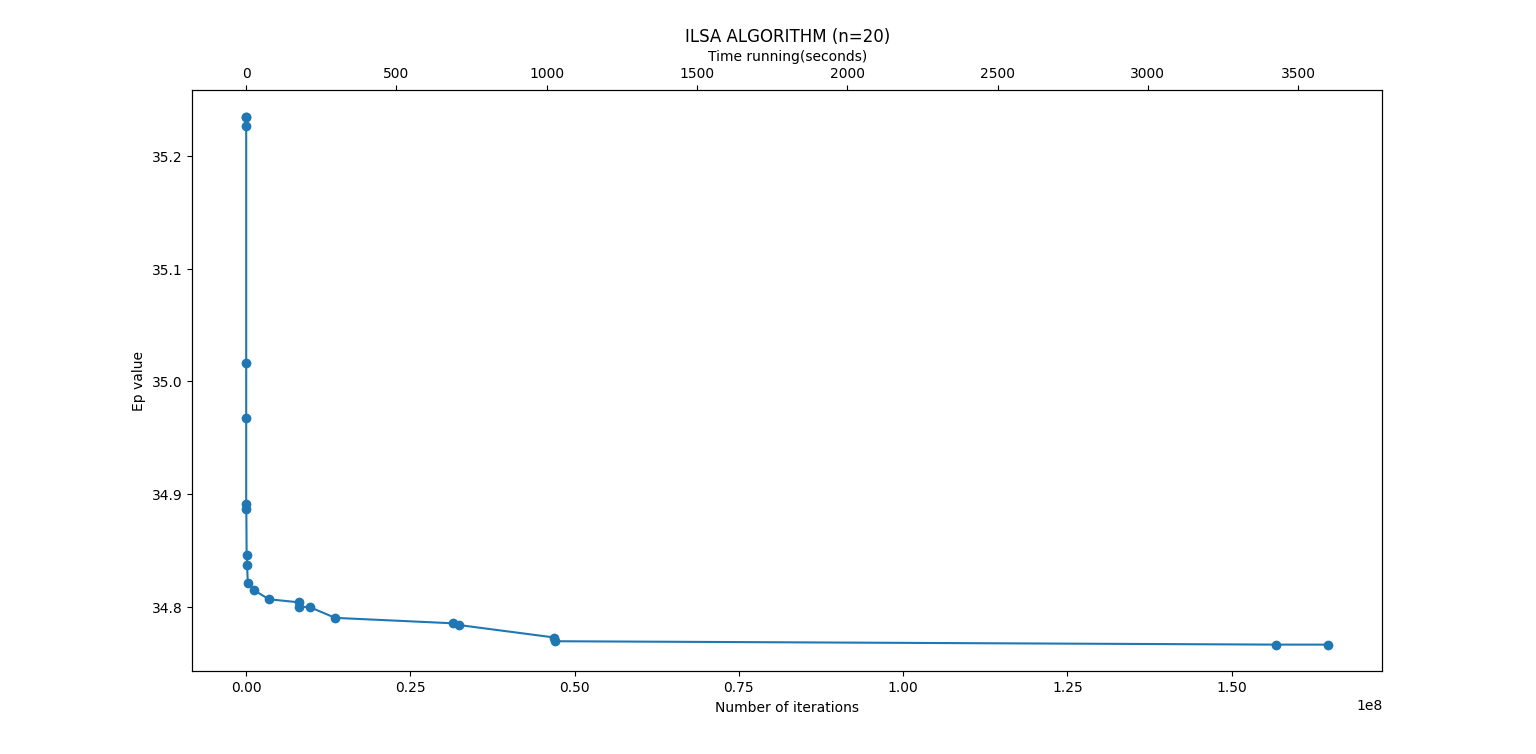 ILSA ALGORITHM (n=20)
Time running(seconds)
0 500 1000 1500 2000 2500 3000 3500
35.2
35.1
35.0
34.9
34.8
Ep value
0.00 0.25 0.50 0.75 1.00 1.25 1.50
Number of iterations
1e8